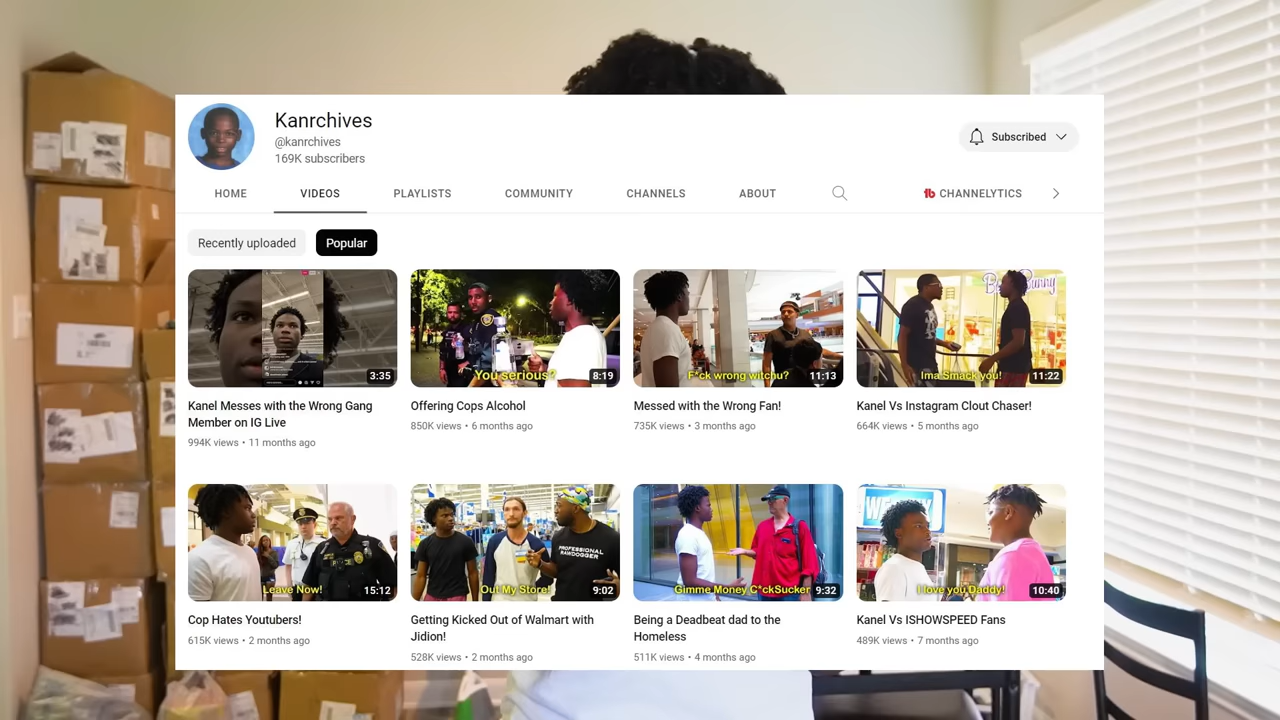 Kanrchives
@kanrchives
169K subscribers
Subscribed
HOME
VIDEOS
PLAYLISTS
COMMUNITY
CHANNELS
ABOUT
CHANNELYTICS
Recently uploaded
Popular
3:35
You serious?
8:19
F*ck wrong witchu?
11:13
Ima Smack you!
11:22
Kanel Messes with the Wrong Gang
Member on IG Live
994K views • 11 months ago
Offering Cops Alcohol
850K views • 6 months ago
Messed with the Wrong Fan!
735K views • 3 months ago
Kanel Vs Instagram Clout Chaser!
664K views • 5 months ago
Leave Now!
15:12
PROFESSIONAL
RAWDOGGER
Out My Store!
9:02
Gimme Money C*ckSucker
9:32
I love you Daddy!
10:40
Cop Hates Youtubers!
615K views • 2 months ago
Getting Kicked Out of Walmart with
Jidion!
528K views • 2 months ago
Being a Deadbeat dad to the
Homeless
511K views • 4 months ago
Kanel Vs ISHOWSPEED Fans
489K views • 7 months ago